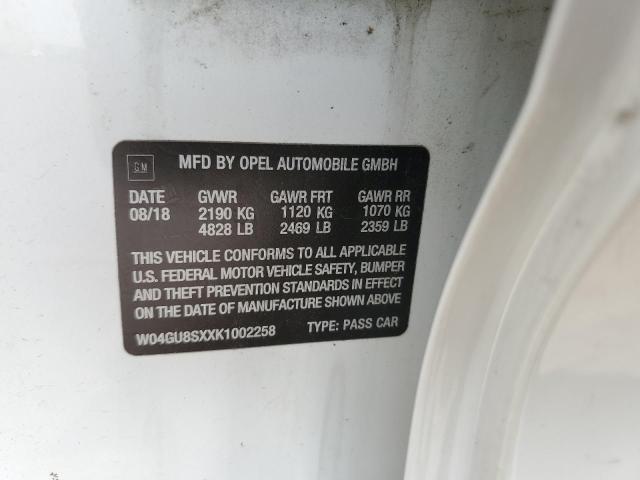 GM
MFD BY OPEL AUTOMOBILE GMBH
DATE GVWR GAWR FRT GAWR RR
08/18 2190 KG 1120 KG 1070 KG
4828 LB 2469 LB 2359 LB
THIS VEHICLE CONFORMS TO ALL APPLICABLE
U.S. FEDERAL MOTOR VEHICLE SAFETY, BUMPER
AND THEFT PREVENTION STANDARDS IN EFFECT
ON THE DATE OF MANUFACTURE SHOWN ABOVE
W04GU8SXXK1002258 TYPE: PASS CAR